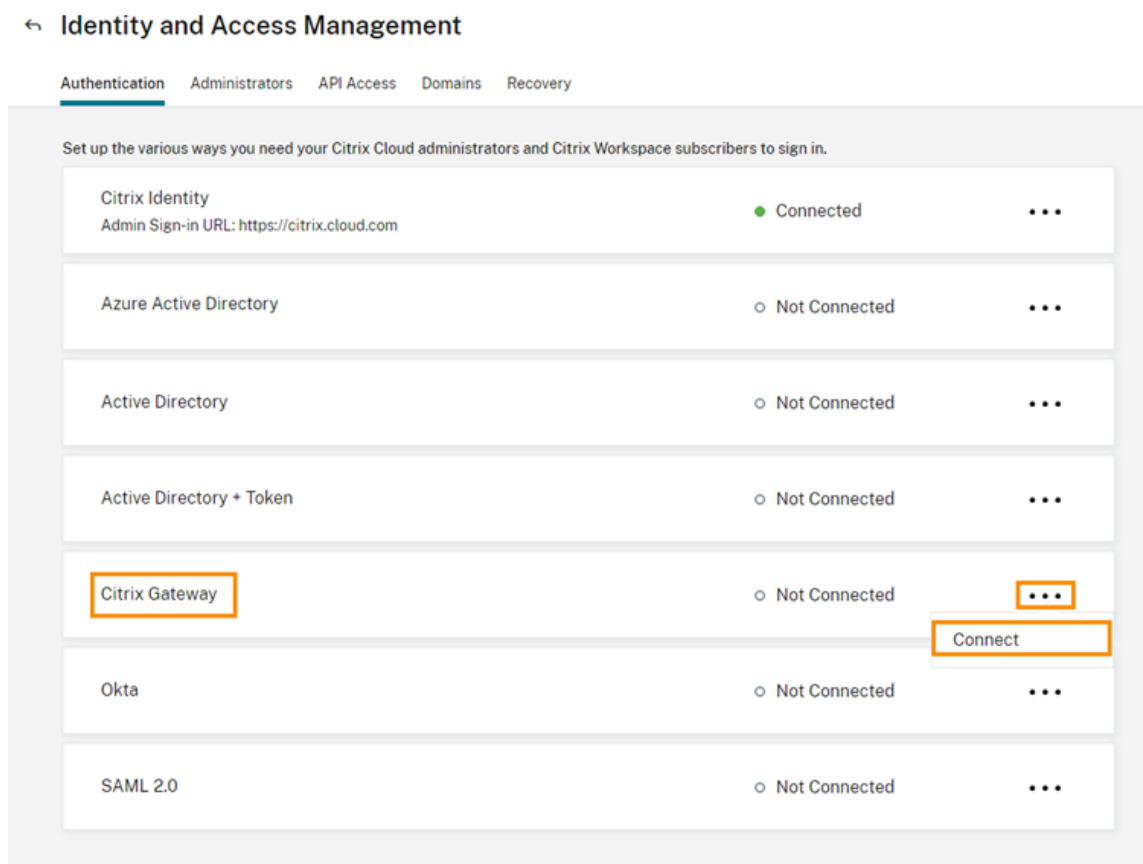 Identity and Access Management
Authentication Administrators API Access Domains Recovery
Set up the various ways you need your Citrix Cloud administrators and Citrix Workspace subscribers to sign in.
Citrix Identity
Admin Sign-in URL: https://citrix.cloud.com
Connected
Azure Active Directory
Not Connected
Active Directory
Not Connected
Active Directory + Token
Not Connected
Citrix Gateway
Not Connected
Connect
Okta
Not Connected
SAML 2.0
Not Connected